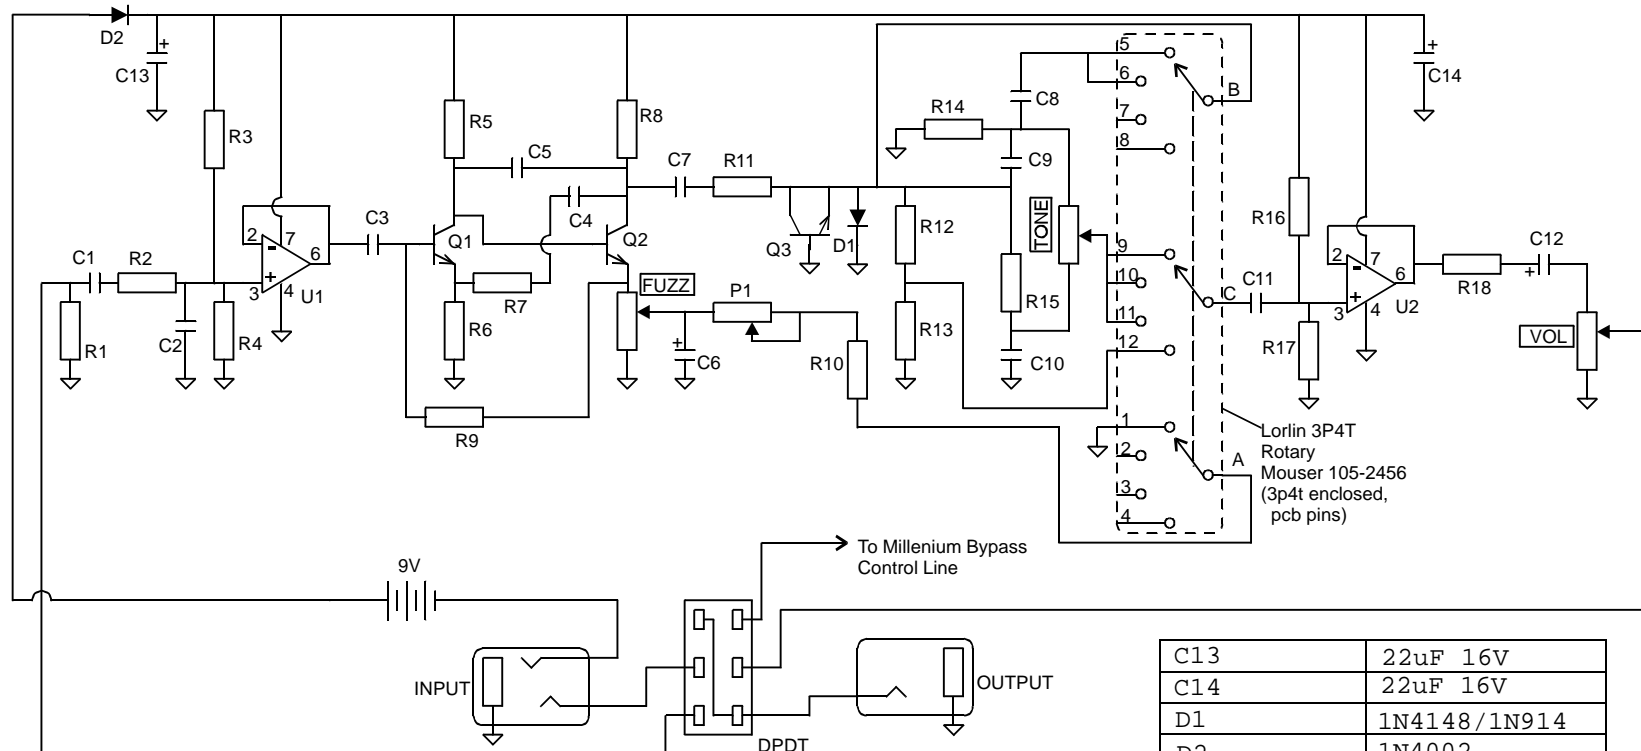 D2
C13
+
R3
R5
R8
C5
C7
R11
C4
C3
Q1
Q2
2
-
7
6
+
3
4
U1
C1
R2
R1
C2
R4
R7
R6
FUZZ
P1
+
C6
R10
R9
Q3
D1
R14
C8
C9
R12
R13
R15
C10
TONE
5
6
7
8
B
9
10
11
12
C
1
2
3
4
A
C11
R16
R17
2
-
7
6
+
3
4
U2
R18
C12
+
VOL
+
C14
Lorlin 3P4T
Rotary
Mouser 105-2456
(3p4t enclosed,
pcb pins)
To Millenium Bypass
Control Line
9V
INPUT
OUTPUT
DPDT
C13 22uF 16V
C14 22uF 16V
D1 1N4148/1N914
D2 1N4002